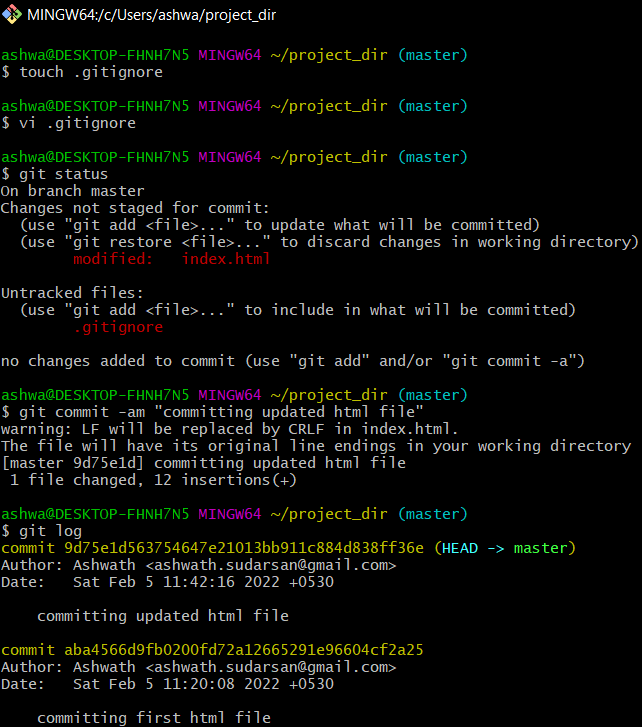 MINGW64:/c/Users/ashwa/project_dir
ashwa@DESKTOP-FHNH7N5 MINGW64 ~/project_dir (master)
$ touch .gitignore
ashwa@DESKTOP-FHNH7N5 MINGW64 ~/project_dir (master)
$ vi .gitignore
ashwa@DESKTOP-FHNH7N5 MINGW64 ~/project_dir (master)
$ git status
On branch master
Changes not staged for commit:
  (use "git add <file>..." to update what will be committed)
  (use "git restore <file>..." to discard changes in working directory)
        modified:   index.html
Untracked files:
  (use "git add <file>..." to include in what will be committed)
        .gitignore
no changes added to commit (use "git add" and/or "git commit -a")
ashwa@DESKTOP-FHNH7N5 MINGW64 ~/project_dir (master)
$ git commit -am "committing updated html file"
warning: LF will be replaced by CRLF in index.html.
The file will have its original line endings in your working directory
[master 9d75e1d] committing updated html file
 1 file changed, 12 insertions(+)
ashwa@DESKTOP-FHNH7N5 MINGW64 ~/project_dir (master)
$ git log
commit 9d75e1d563754647e21013bb911c884d838ff36e (HEAD -> master)
Author: Ashwath <ashwath.sudarsan@gmail.com>
Date:   Sat Feb 5 11:42:16 2022 +0530
    committing updated html file
commit aba4566d9fb0200fd72a12665291e96604cf2a25
Author: Ashwath <ashwath.sudarsan@gmail.com>
Date:   Sat Feb 5 11:20:08 2022 +0530
    committing first html file